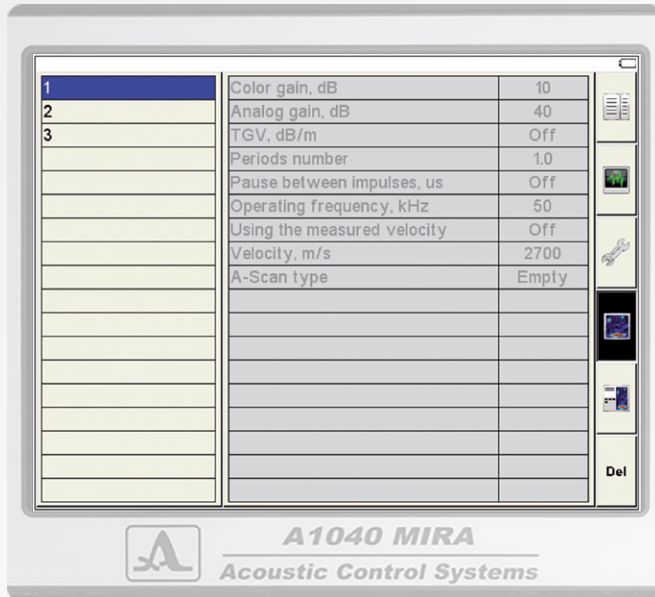 1
2
3
Color gain, dB 10
Analog gain, dB 40
TGV, dB/m Off
Periods number 1.0
Pause between impulses, us Off
Operating frequency, kHz 50
Using the measured velocity Off
Velocity, m/s 2700
A-Scan type Empty
Del
A1040 MIRA
Acoustic Control Systems